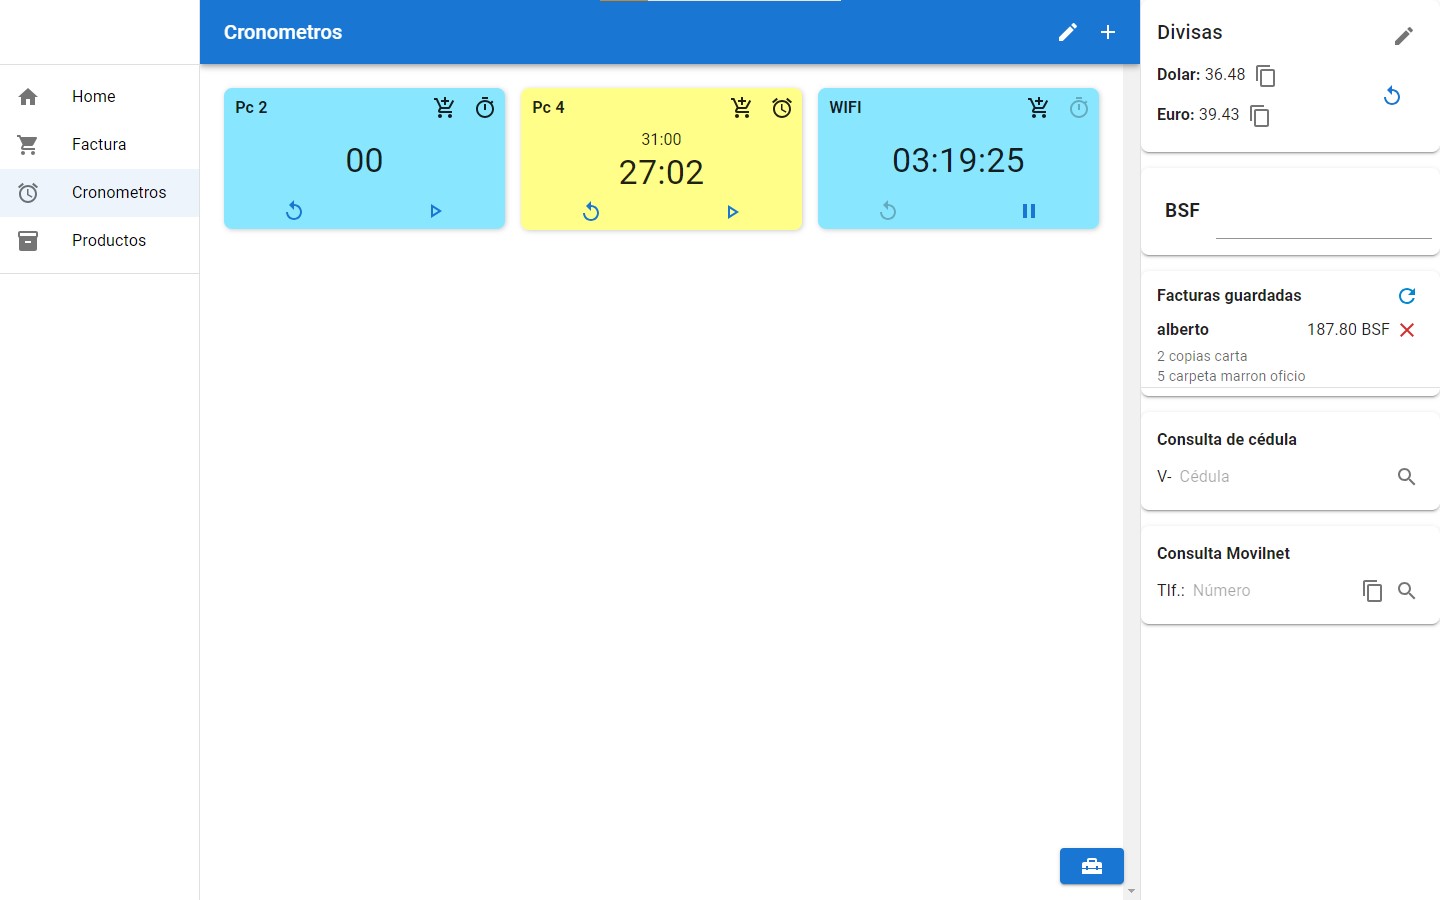 Home
Factura
Cronometros
Productos
Cronometros
Pc 2
00
Pc 4
31:00
27:02
WIFI
03:19:25
Divisas
Dolar: 36.48
Euro: 39.43
BSF
Facturas guardadas
alberto 187.80 BSF
2 copias carta
5 carpeta marron oficio
Consulta de cédula
V- Cédula
Consulta Movilnet
Tlf.: Número